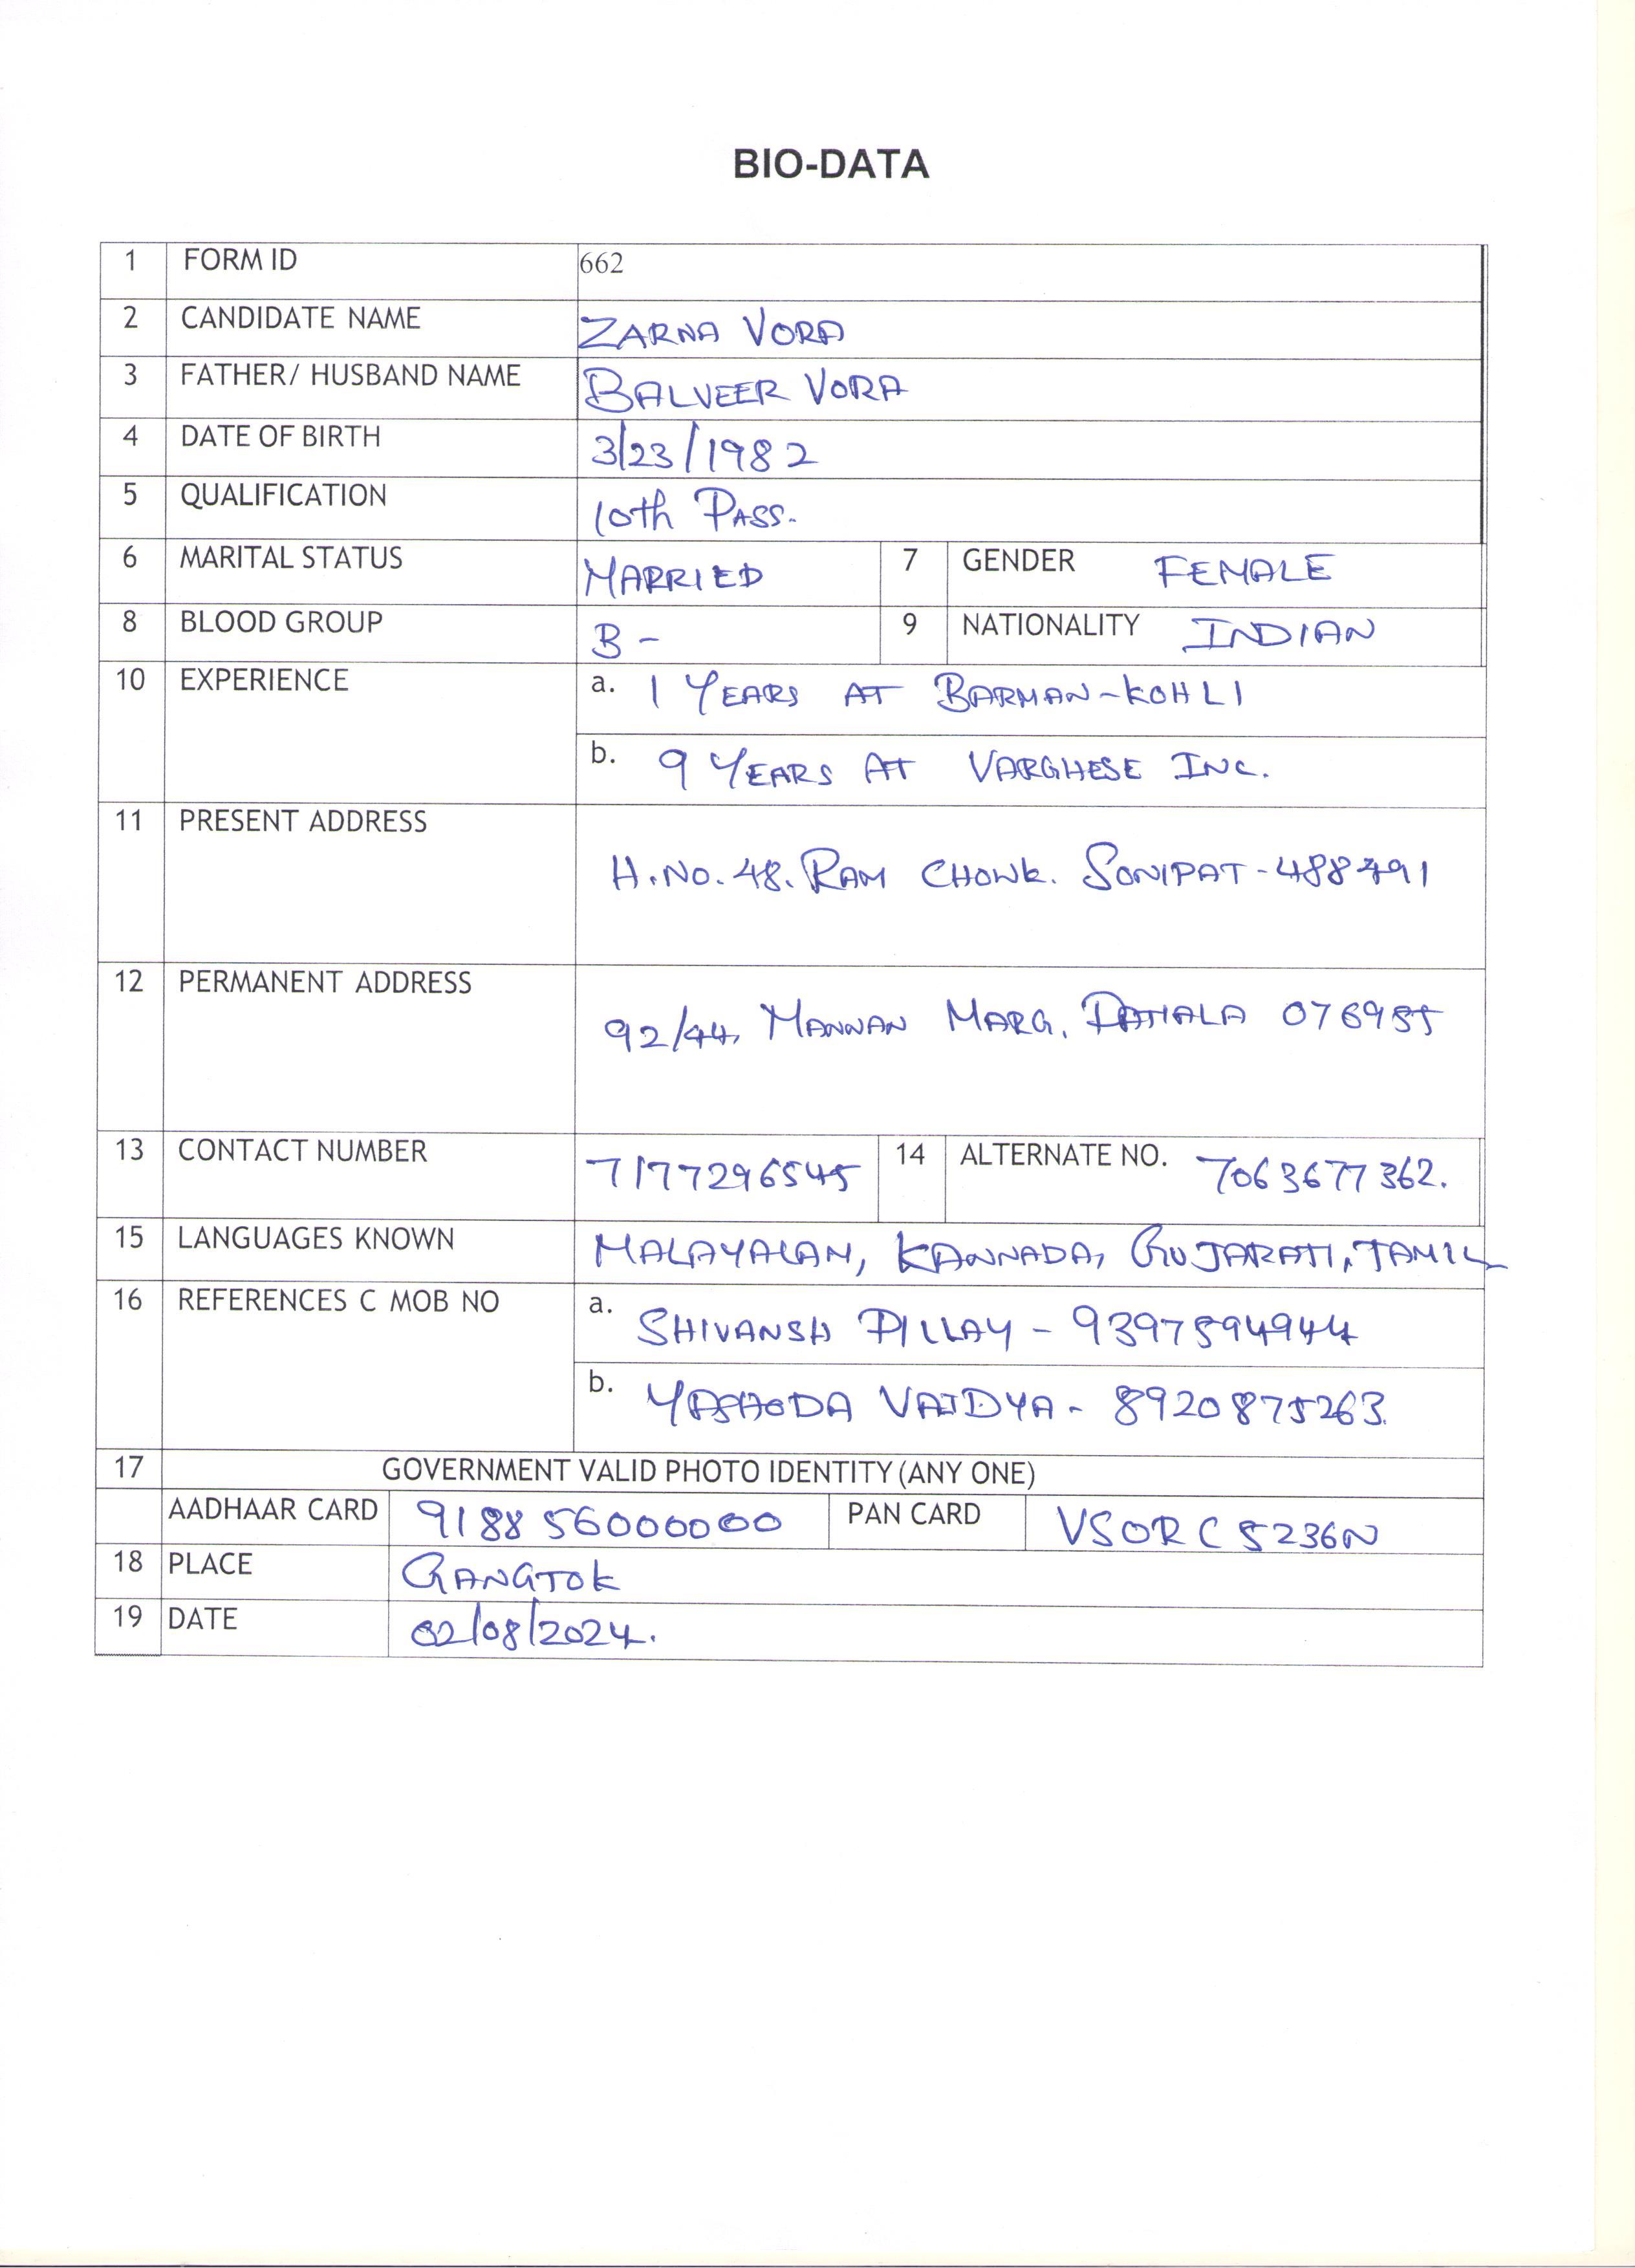 BIO-DATA
1 FORM ID 662
2 CANDIDATE NAME ZARNA VORA
3 FATHER/ HUSBAND NAME BALVEER VORA
4 DATE OF BIRTH 3/23/1982
5 QUALIFICATION 10th PASS.
6 MARITAL STATUS MARRIED 7 GENDER FEMALE
8 BLOOD GROUP B- 9 NATIONALITY INDIAN
10 EXPERIENCE a. 1 YEARS AT BARMAN-KOHLI
b. 9 YEARS AT VARGHESE INC.
11 PRESENT ADDRESS
H.NO.48. RAM CHOWK. SONIPAT-488791
12 PERMANENT ADDRESS
92/44, MANNAN MARG, PATIALA 076955
13 CONTACT NUMBER 7177296545 14 ALTERNATE NO. 7063677362.
15 LANGUAGES KNOWN MALAYALAM, KANNADA, GUJARATI, TAMIL
16 REFERENCES C MOB NO a. SHIVANSH PILLAY - 9397594944
b. YASHODA VAIDYA - 8920875263.
17 GOVERNMENT VALID PHOTO IDENTITY (ANY ONE)
AADHAAR CARD 918856000000 PAN CARD VSORC5236N
18 PLACE GANGTOK
19 DATE 02/08/2024.